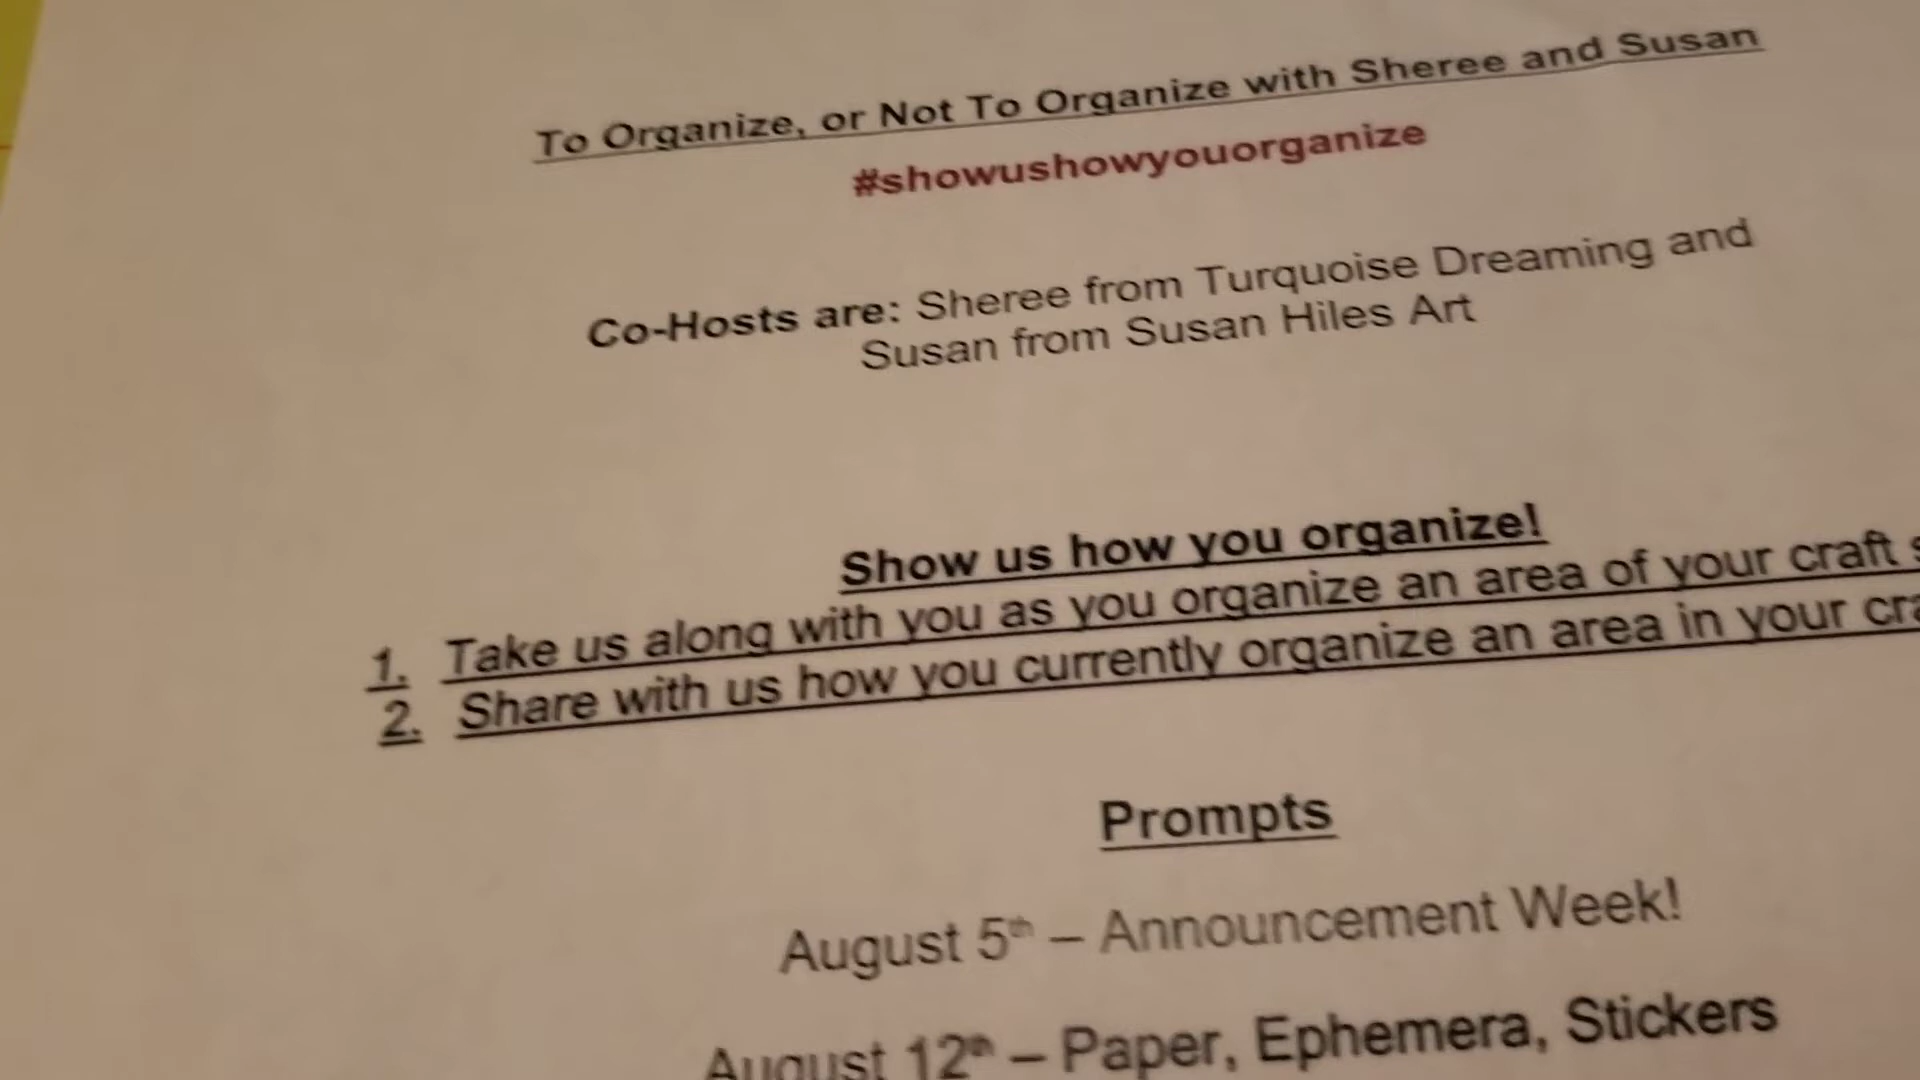 To Organize, or Not To Organize with Sheree and Susan
#showushowyouorganize
Co-Hosts are: Sheree from Turquoise Dreaming and
Susan from Susan Hiles Art
Show us how you organize!
1. Take us along with you as you organize an area of your craft
2. Share with us how you currently organize an area in your
Prompts
August 5th – Announcement Week!
August 12th – Paper, Ephemera, Stickers